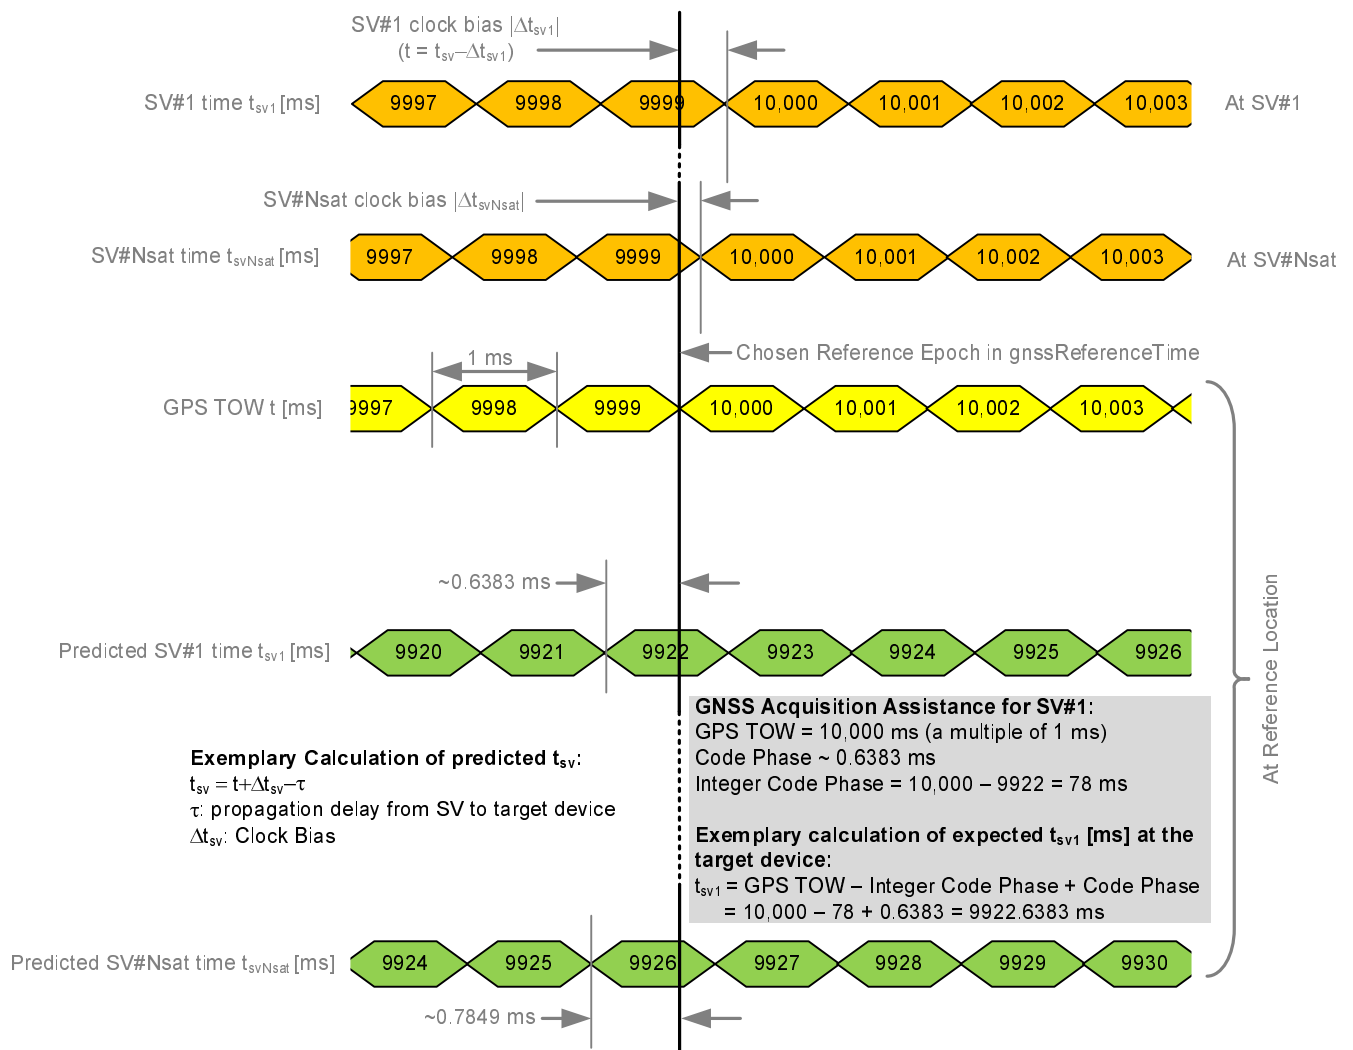 SV#1 clock bias |Δtsv1|
(t = tsv–Δtsv1)
SV#1 time tsv1 [ms]
9997 9998 9999 10,000 10,001 10,002 10,003
At SV#1
SV#Nsat clock bias |ΔtsvNsat|
SV#Nsat time tsvNsat [ms]
9997 9998 9999 10,000 10,001 10,002 10,003
At SV#Nsat
Chosen Reference Epoch in gnssReferenceTime
1 ms
GPS TOW t [ms]
9997 9998 9999 10,000 10,001 10,002 10,003
~0.6383 ms
Predicted SV#1 time tsv1 [ms]
9920 9921 9922 9923 9924 9925 9926
At Reference Location
GNSS Acquisition Assistance for SV#1:
GPS TOW = 10,000 ms (a multiple of 1 ms)
Code Phase ~ 0.6383 ms
Integer Code Phase = 10,000 – 9922 = 78 ms
Exemplary calculation of expected tsv1 [ms] at the
target device:
tsv1 = GPS TOW – Integer Code Phase + Code Phase
= 10,000 – 78 + 0.6383 = 9922.6383 ms
Exemplary Calculation of predicted tsv:
tsv = t+Δtsv–τ
τ: propagation delay from SV to target device
Δtsv: Clock Bias
Predicted SV#Nsat time tsvNsat [ms]
9924 9925 9926 9927 9928 9929 9930
~0.7849 ms